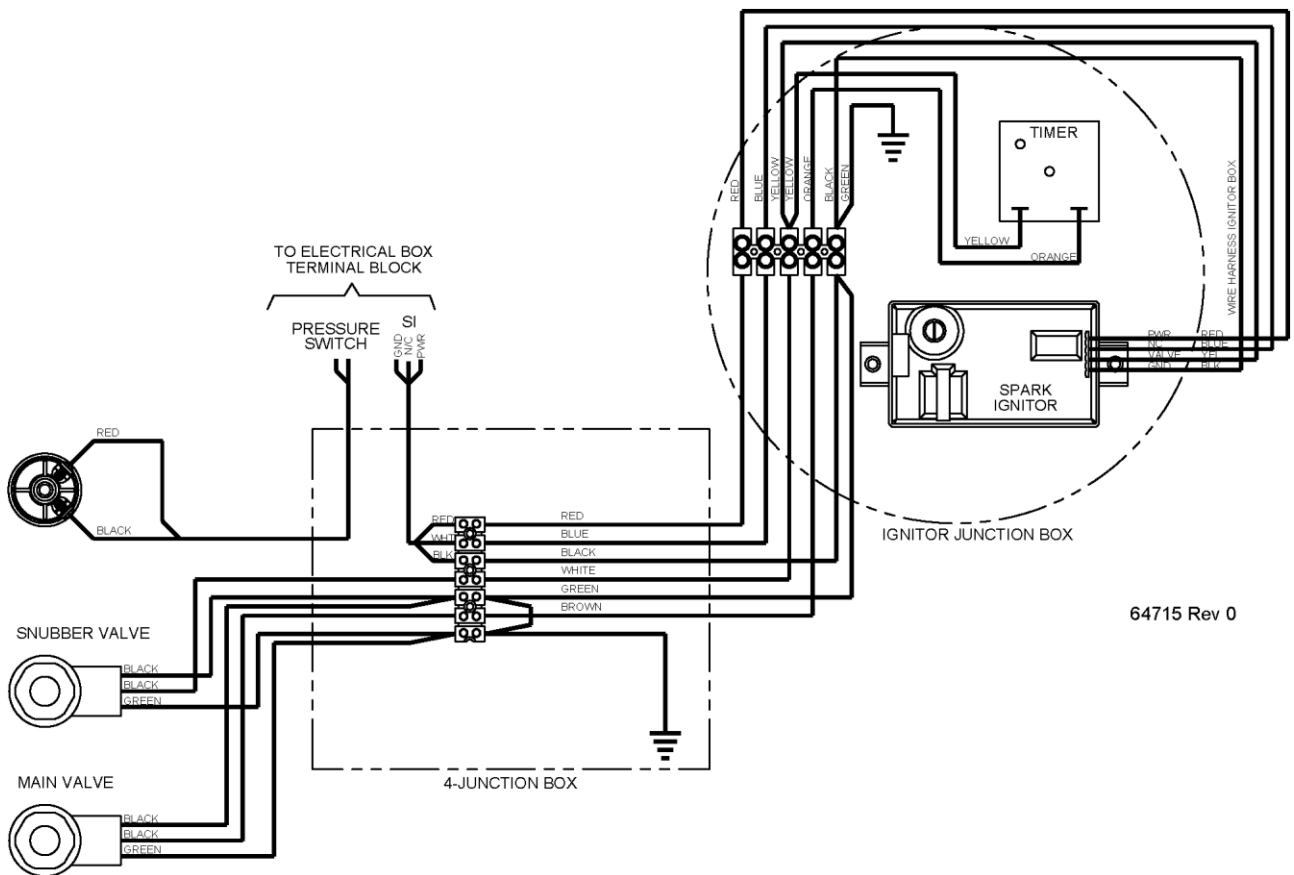 TIMER
RED
BLUE
YELLOW
YELLOW
ORANGE
BLACK
GREEN
YELLOW
ORANGE
WIRE HARNESS IGNITOR BOX
TO ELECTRICAL BOX
TERMINAL BLOCK
PRESSURE
SWITCH
SI
GND
N/C
PWR
PWR RED
NC BLUE
VALVE YEL
GND BLK
SPARK
IGNITOR
IGNITOR JUNCTION BOX
RED
BLACK
RED
WHT
BLK
RED
BLUE
BLACK
WHITE
GREEN
BROWN
64715 Rev 0
SNUBBER VALVE
BLACK
BLACK
GREEN
MAIN VALVE
4-JUNCTION BOX
BLACK
BLACK
GREEN